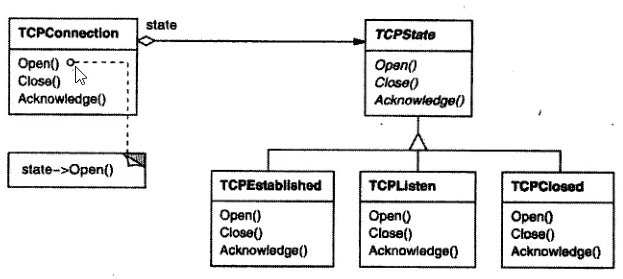 state
TCPConnection
Open()
Close()
Acknowledge()
TCPState
Open()
Close()
Acknowledge()
state->Open()
TCPEstablished
Open()
Close()
Acknowledge()
TCPListen
Open()
Close()
Acknowledge()
TCPClosed
Open()
Close()
Acknowledge()